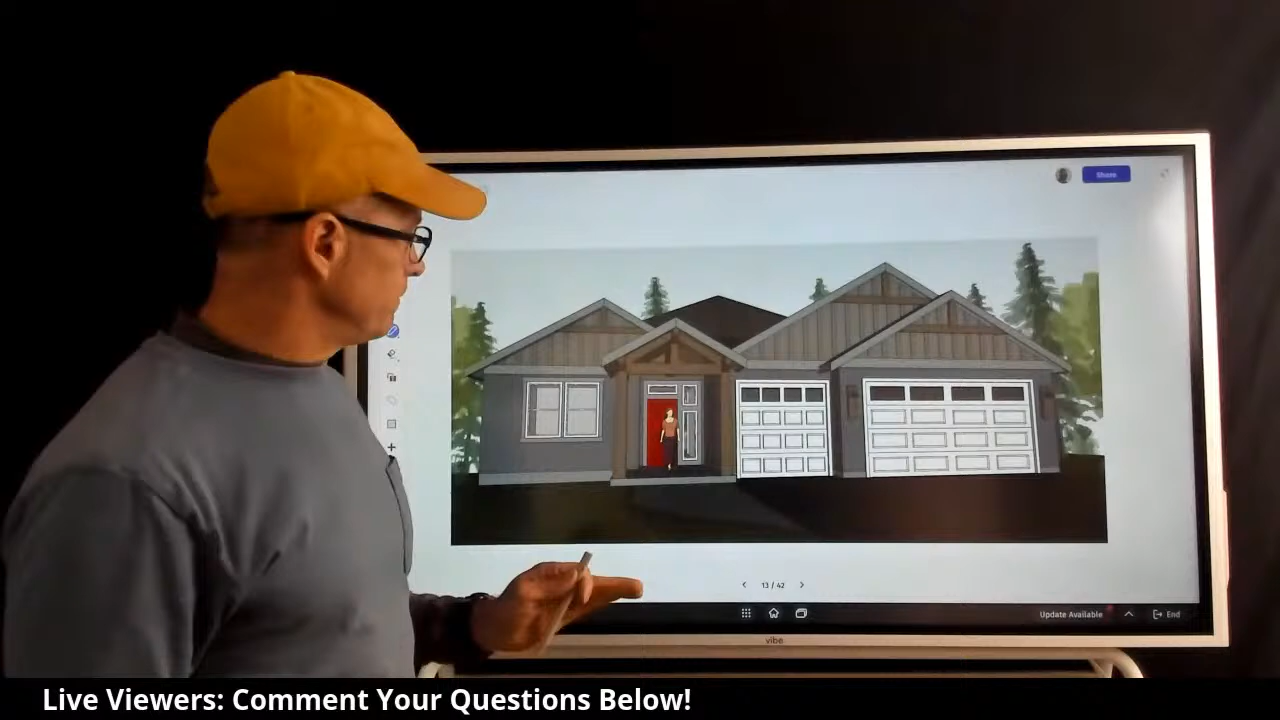 Share
13 / 42
Update Available
End
vibe
Live Viewers: Comment Your Questions Below!